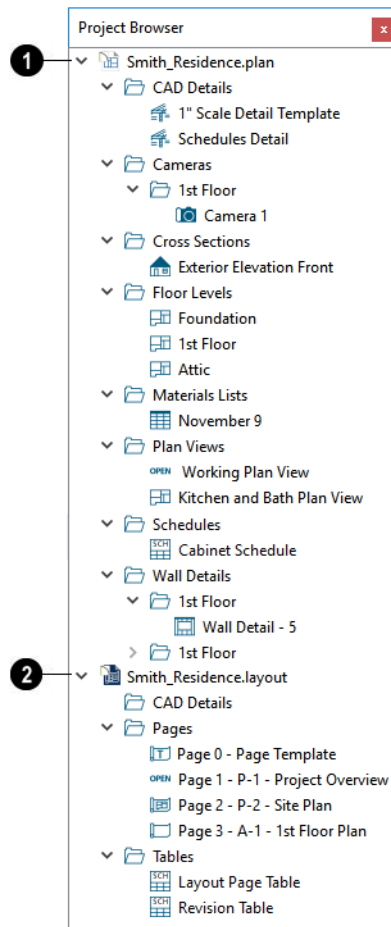 Project Browser
x
1
Smith_Residence.plan
CAD Details
1" Scale Detail Template
Schedules Detail
Cameras
1st Floor
Camera 1
Cross Sections
Exterior Elevation Front
Floor Levels
Foundation
1st Floor
Attic
Materials Lists
November 9
Plan Views
OPEN Working Plan View
Kitchen and Bath Plan View
Schedules
SCH Cabinet Schedule
Wall Details
1st Floor
Wall Detail - 5
1st Floor
2
Smith_Residence.layout
CAD Details
Pages
T Page 0 - Page Template
OPEN Page 1 - P-1 - Project Overview
Page 2 - P-2 - Site Plan
Page 3 - A-1 - 1st Floor Plan
Tables
SCH Layout Page Table
SCH Revision Table